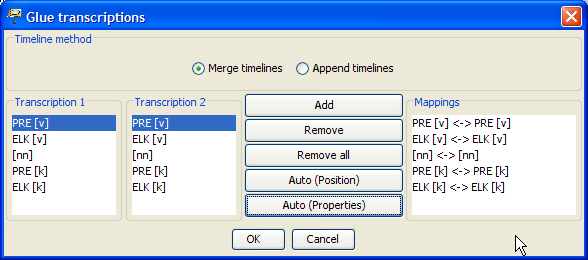 Glue transcriptions
Timeline method
Merge timelines
Append timelines
Transcription 1
PRE [v]
ELK [v]
[nn]
PRE [k]
ELK [k]
Transcription 2
PRE [v]
ELK [v]
[nn]
PRE [k]
ELK [k]
Add
Remove
Remove all
Auto (Position)
Auto (Properties)
Mappings
PRE [v] <-> PRE [v]
ELK [v] <-> ELK [v]
[nn] <-> [nn]
PRE [k] <-> PRE [k]
ELK [k] <-> ELK [k]
OK
Cancel